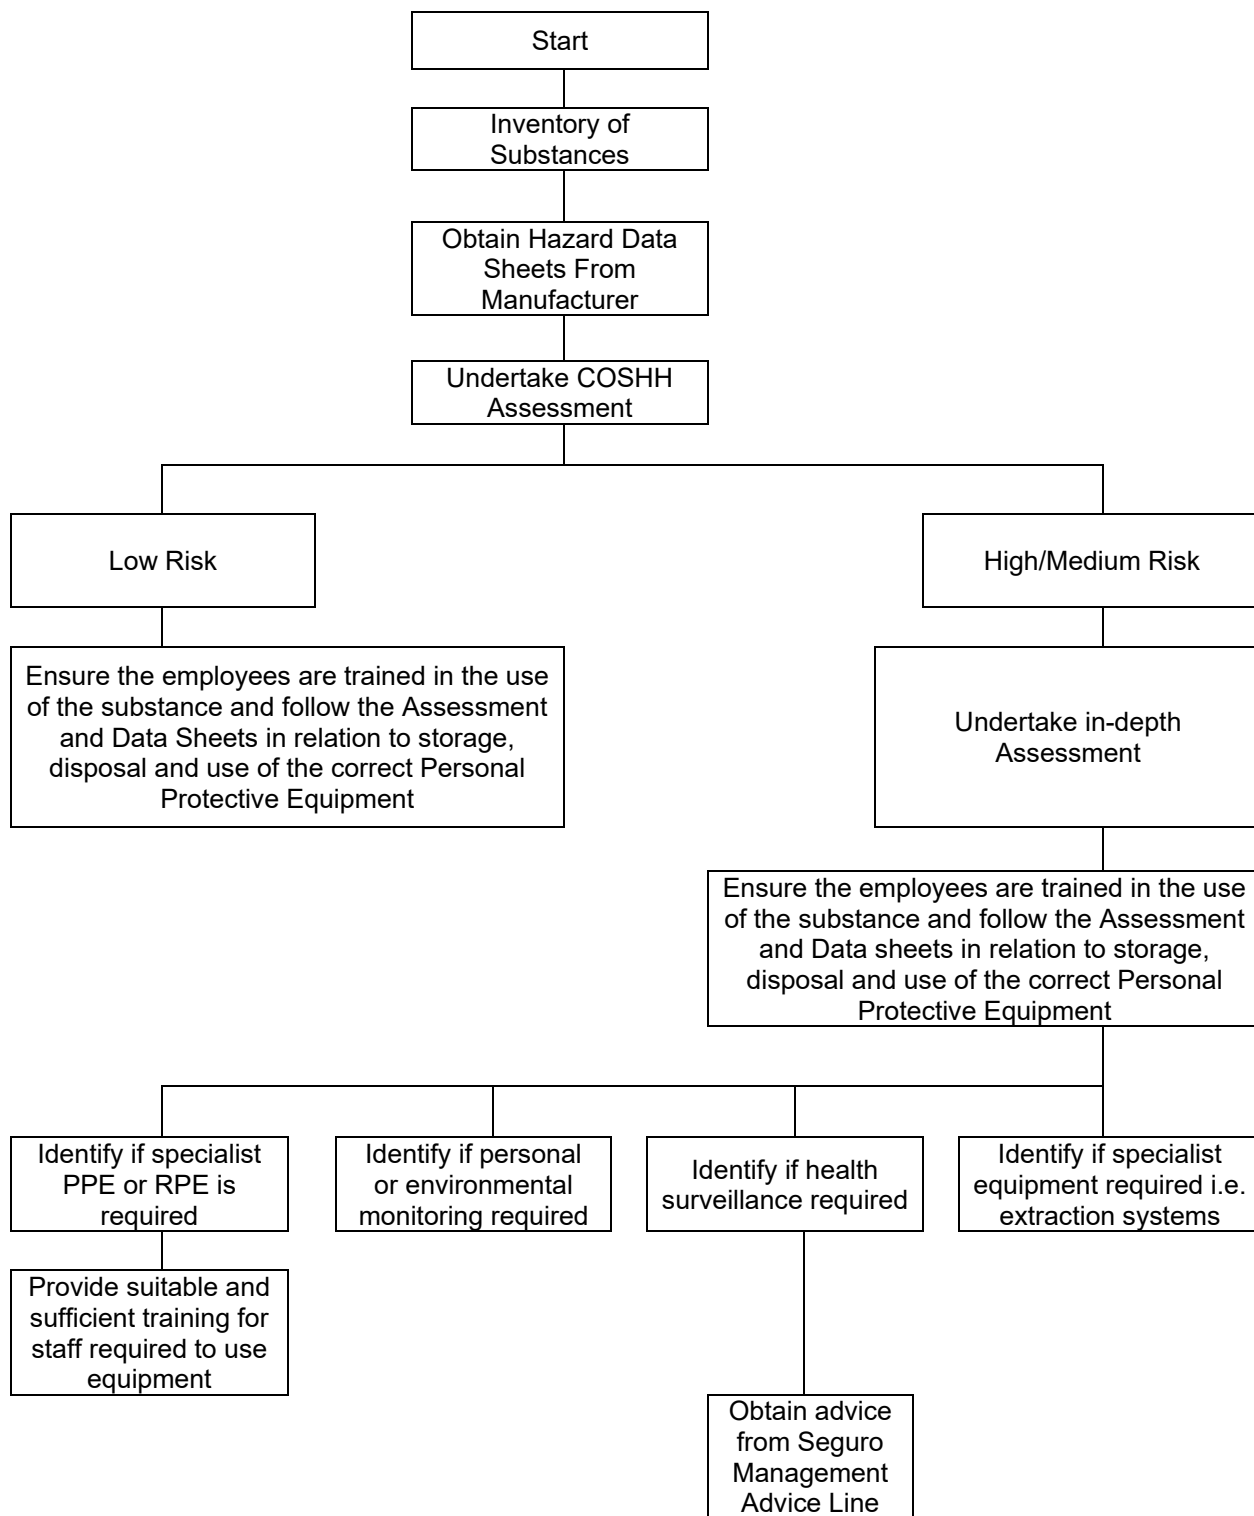 Start
Inventory of
Substances
Obtain Hazard Data
Sheets From
Manufacturer
Undertake COSHH
Assessment
Low Risk
High/Medium Risk
Ensure the employees are trained in the use
of the substance and follow the Assessment
and Data Sheets in relation to storage,
disposal and use of the correct Personal
Protective Equipment
Undertake in-depth
Assessment
Ensure the employees are trained in the use
of the substance and follow the Assessment
and Data sheets in relation to storage,
disposal and use of the correct Personal
Protective Equipment
Identify if specialist
PPE or RPE is
required
Identify if personal
or environmental
monitoring required
Identify if health
surveillance required
Identify if specialist
equipment required i.e.
extraction systems
Provide suitable and
sufficient training for
staff required to use
equipment
Obtain advice
from Seguro
Management
Advice Line